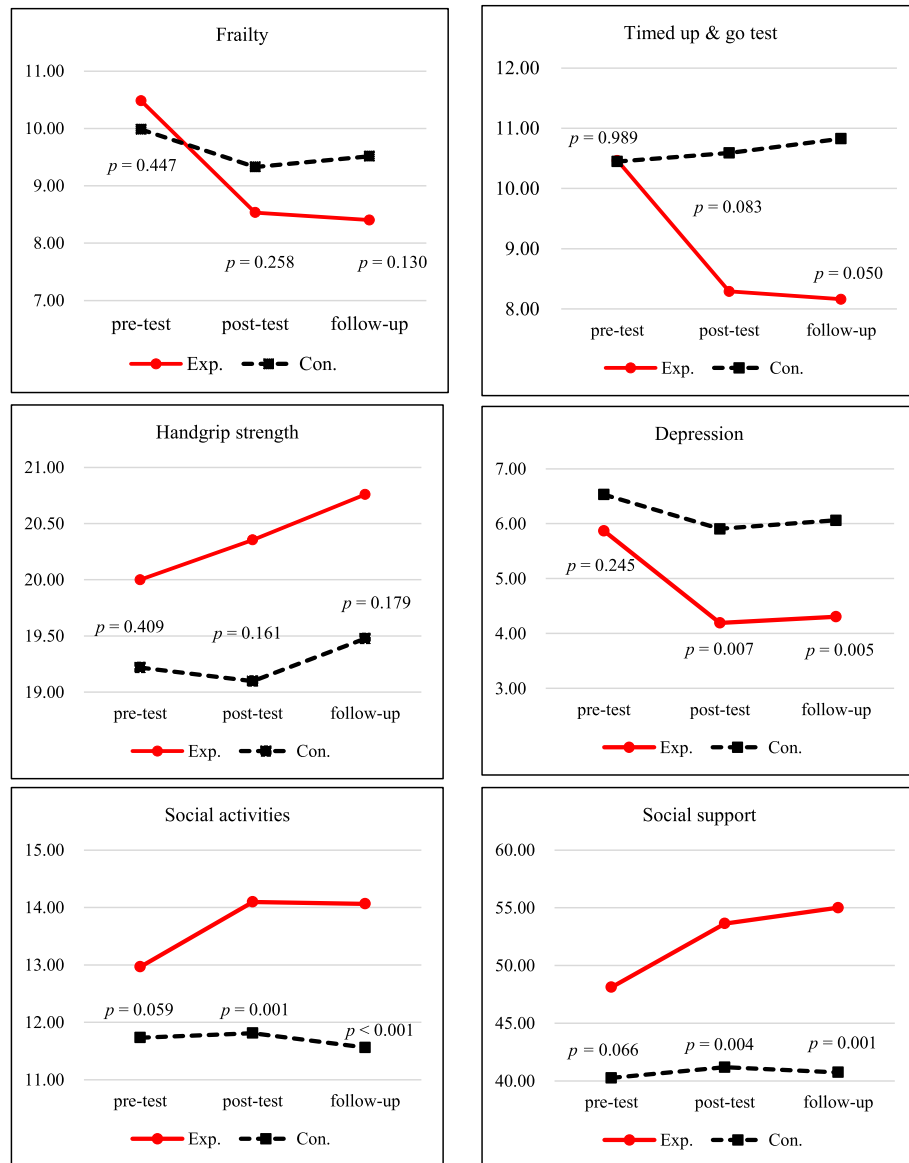 Frailty
11.00
10.00
9.00
8.00
7.00
p = 0.447
p = 0.258
p = 0.130
pre-test post-test follow-up
Exp. Con.
Timed up & go test
12.00
11.00
10.00
9.00
8.00
p = 0.989
p = 0.083
p = 0.050
pre-test post-test follow-up
Exp. Con.
Handgrip strength
21.00
20.50
20.00
19.50
19.00
p = 0.409
p = 0.161
p = 0.179
pre-test post-test follow-up
Exp. Con.
Depression
7.00
6.00
5.00
4.00
3.00
p = 0.245
p = 0.007
p = 0.005
pre-test post-test follow-up
Exp. Con.
Social activities
15.00
14.00
13.00
12.00
11.00
p = 0.059
p = 0.001
p < 0.001
pre-test post-test follow-up
Exp. Con.
Social support
60.00
55.00
50.00
45.00
40.00
p = 0.066
p = 0.004
p = 0.001
pre-test post-test follow-up
Exp. Con.